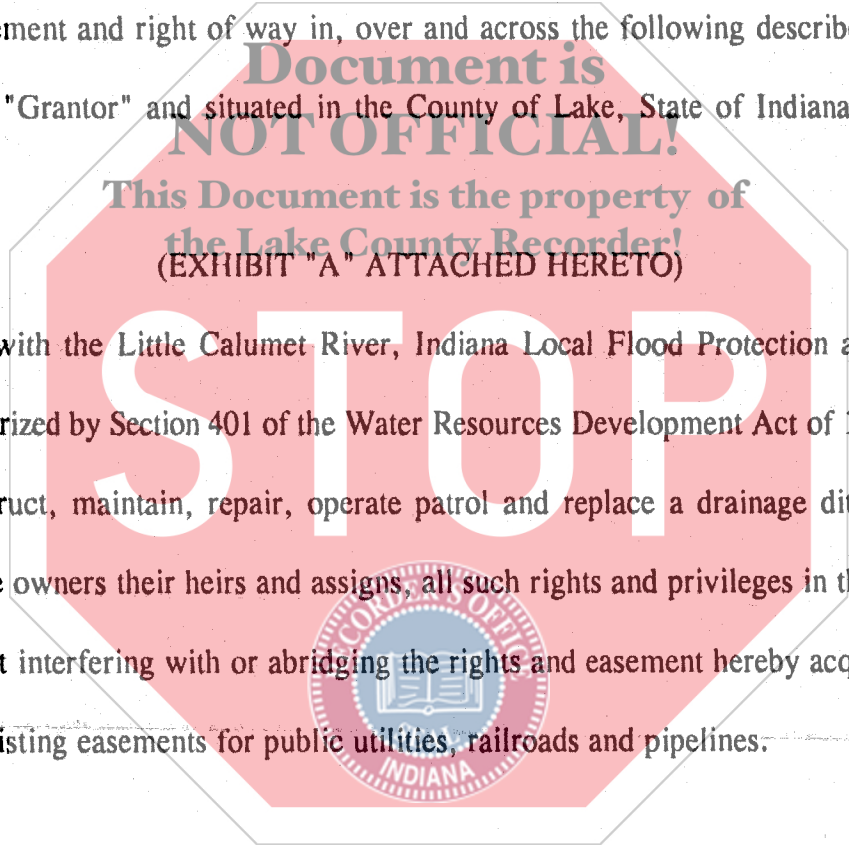 ement and right of way in, over and across the following describe
Document is
"Grantor" and situated in the County of Lake, State of Indiana
NOT OFFICIAL!
This Document is the property of
the Lake County Recorder!
(EXHIBIT "A" ATTACHED HERETO)
with the Little Calumet River, Indiana Local Flood Protection a
STOP
rized by Section 401 of the Water Resources Development Act of 1
ruct, maintain, repair, operate patrol and replace a drainage dit
e owners their heirs and assigns, all such rights and privileges in th
RECORDER'S OFFICE
t interfering with or abridging the rights and easement hereby acq
isting easements for public utilities, railroads and pipelines.
INDIANA